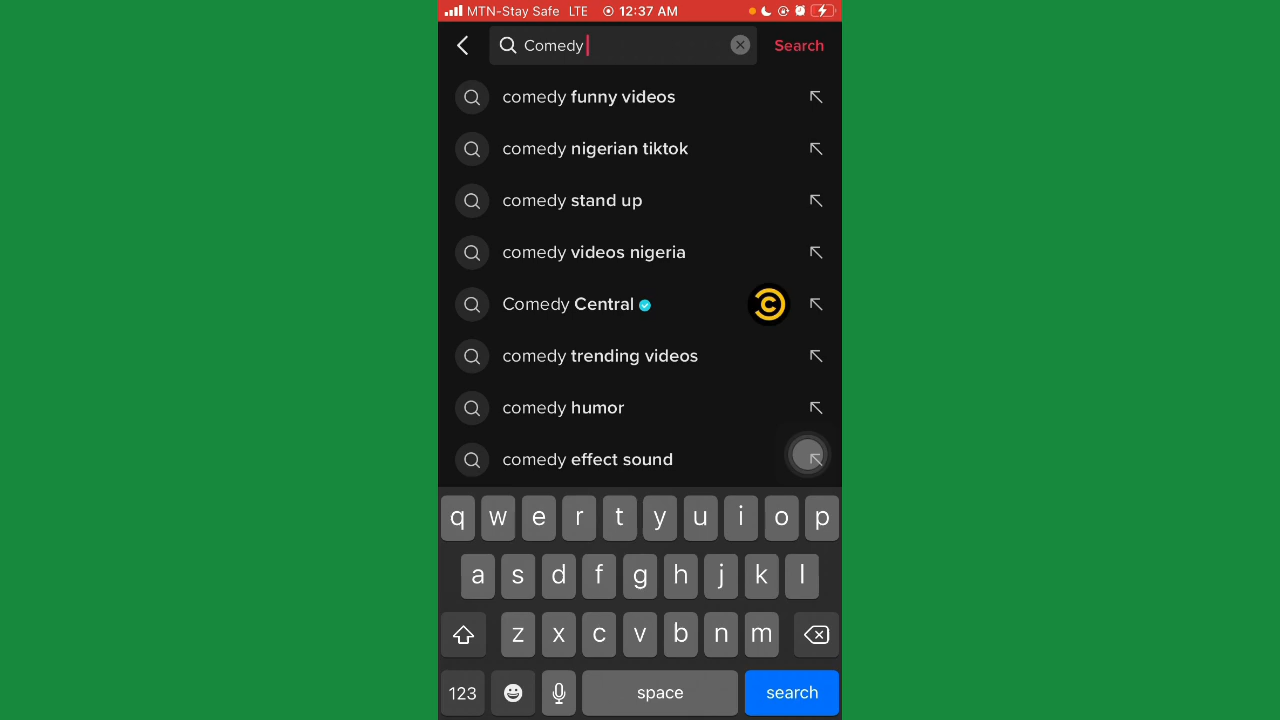 MTN-Stay Safe LTE 12:37 AM
Comedy Search
comedy funny videos
comedy nigerian tiktok
comedy stand up
comedy videos nigeria
Comedy Central
comedy trending videos
comedy humor
comedy effect sound
q w e r t y u i o p
a s d f g h j k l
z x c v b n m
123 space search